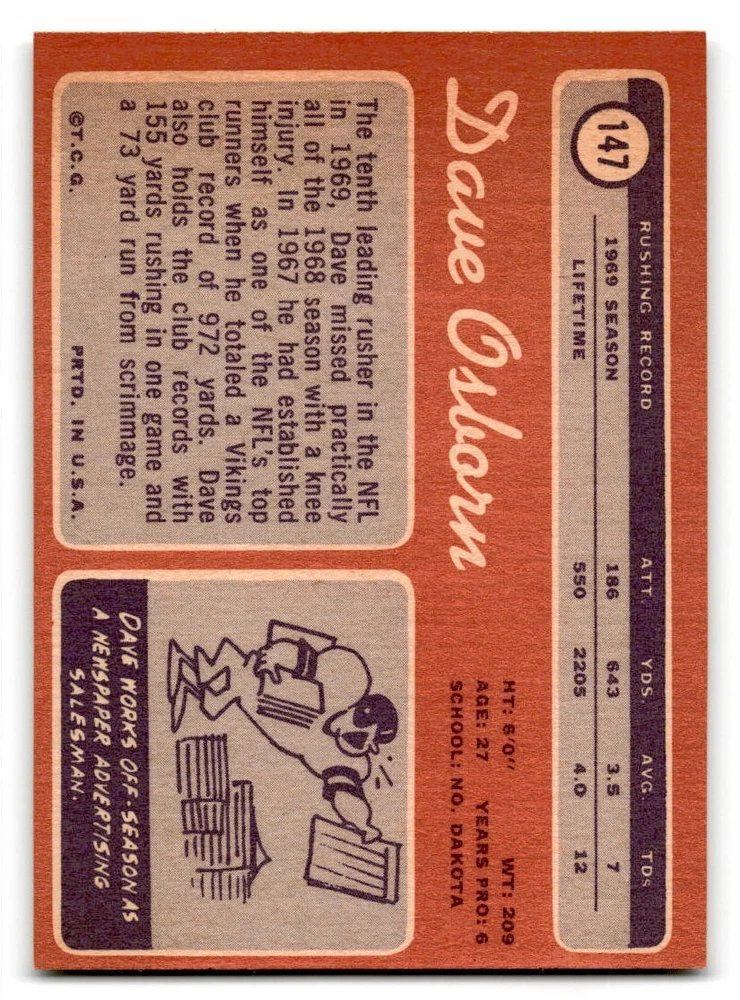 147
RUSHING RECORD ATT. YDS. AVG. TDS
1969 SEASON 186 643 3.5 7
LIFETIME 550 2205 4.0 12
Dave Osborn
HT: 6'0" WT: 209
AGE: 27 YEARS PRO: 6
SCHOOL: NO. DAKOTA
The tenth leading rusher in the NFL
in 1969, Dave missed practically
all of the 1968 season with a knee
injury. In 1967 he had established
himself as one of the NFL's top
runners when he totaled a Vikings
club record of 972 yards. Dave
also holds the club records with
155 yards rushing in one game and
a 73 yard run from scrimmage.
©T.C.G. PRTD. IN U.S.A.
DAVE WORKS OFF-SEASON AS
A NEWSPAPER ADVERTISING
SALESMAN.